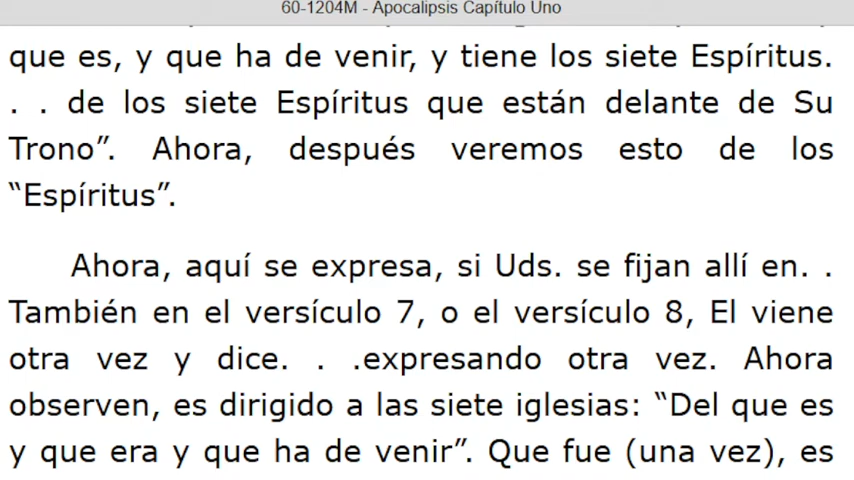 60-1204M - Apocalipsis Capítulo Uno
que es, y que ha de venir, y tiene los siete Espíritus.
. . de los siete Espíritus que están delante de Su
Trono”. Ahora, después veremos esto de los
“Espíritus”.
Ahora, aquí se expresa, si Uds. se fijan allí en. .
También en el versículo 7, o el versículo 8, El viene
otra vez y dice. . .expresando otra vez. Ahora
observen, es dirigido a las siete iglesias: “Del que es
y que era y que ha de venir”. Que fue (una vez), es